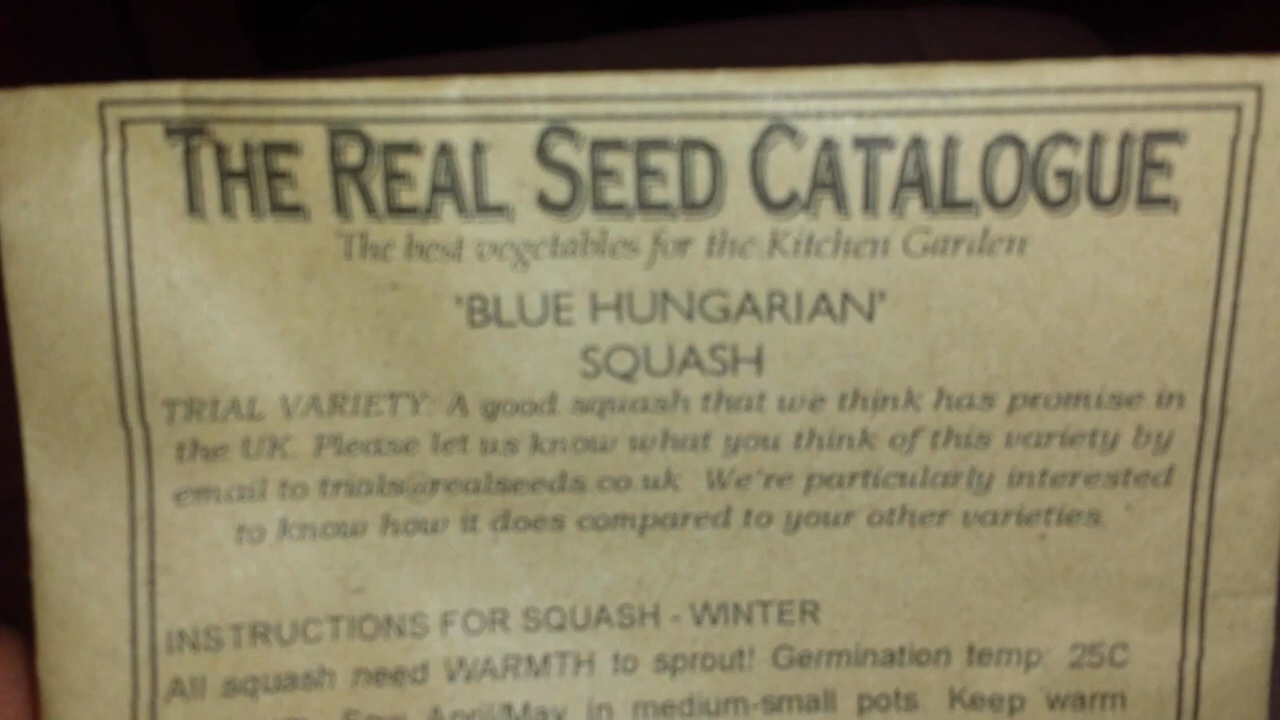 THE REAL SEED CATALOGUE
The best vegetables for the Kitchen Garden
'BLUE HUNGARIAN'
SQUASH
TRIAL VARIETY: A good squash that we think has promise in
the UK. Please let us know what you think of this variety by
email to trials@realseeds.co.uk. We're particularly interested
to know how it does compared to your other varieties.
INSTRUCTIONS FOR SQUASH - WINTER
All squash need WARMTH to sprout! Germination temp: 25C
Sow April/May in medium-small pots. Keep warm